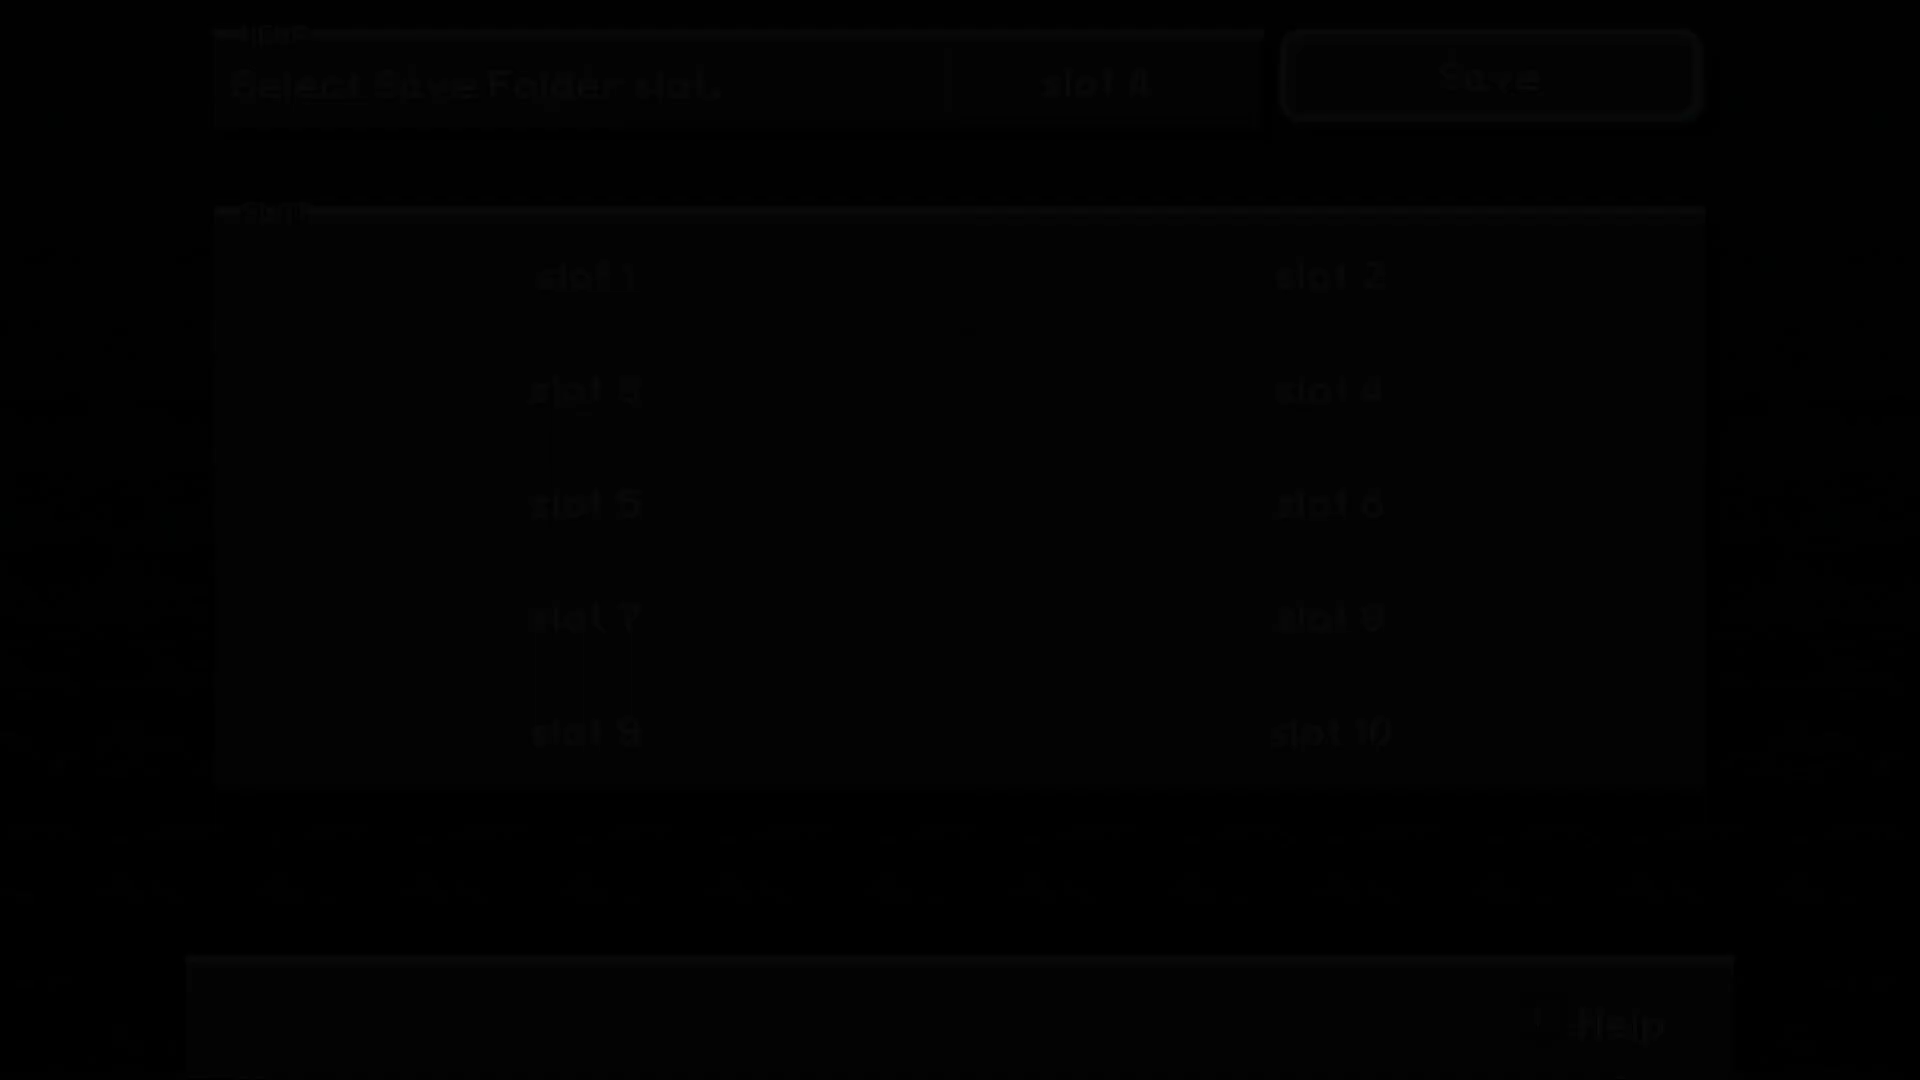 Select Save Folder slot. slot A Save
slot 1 slot 2
slot 3 slot 4
slot 5 slot 6
slot 7 slot 8
slot 9 slot 10
Help